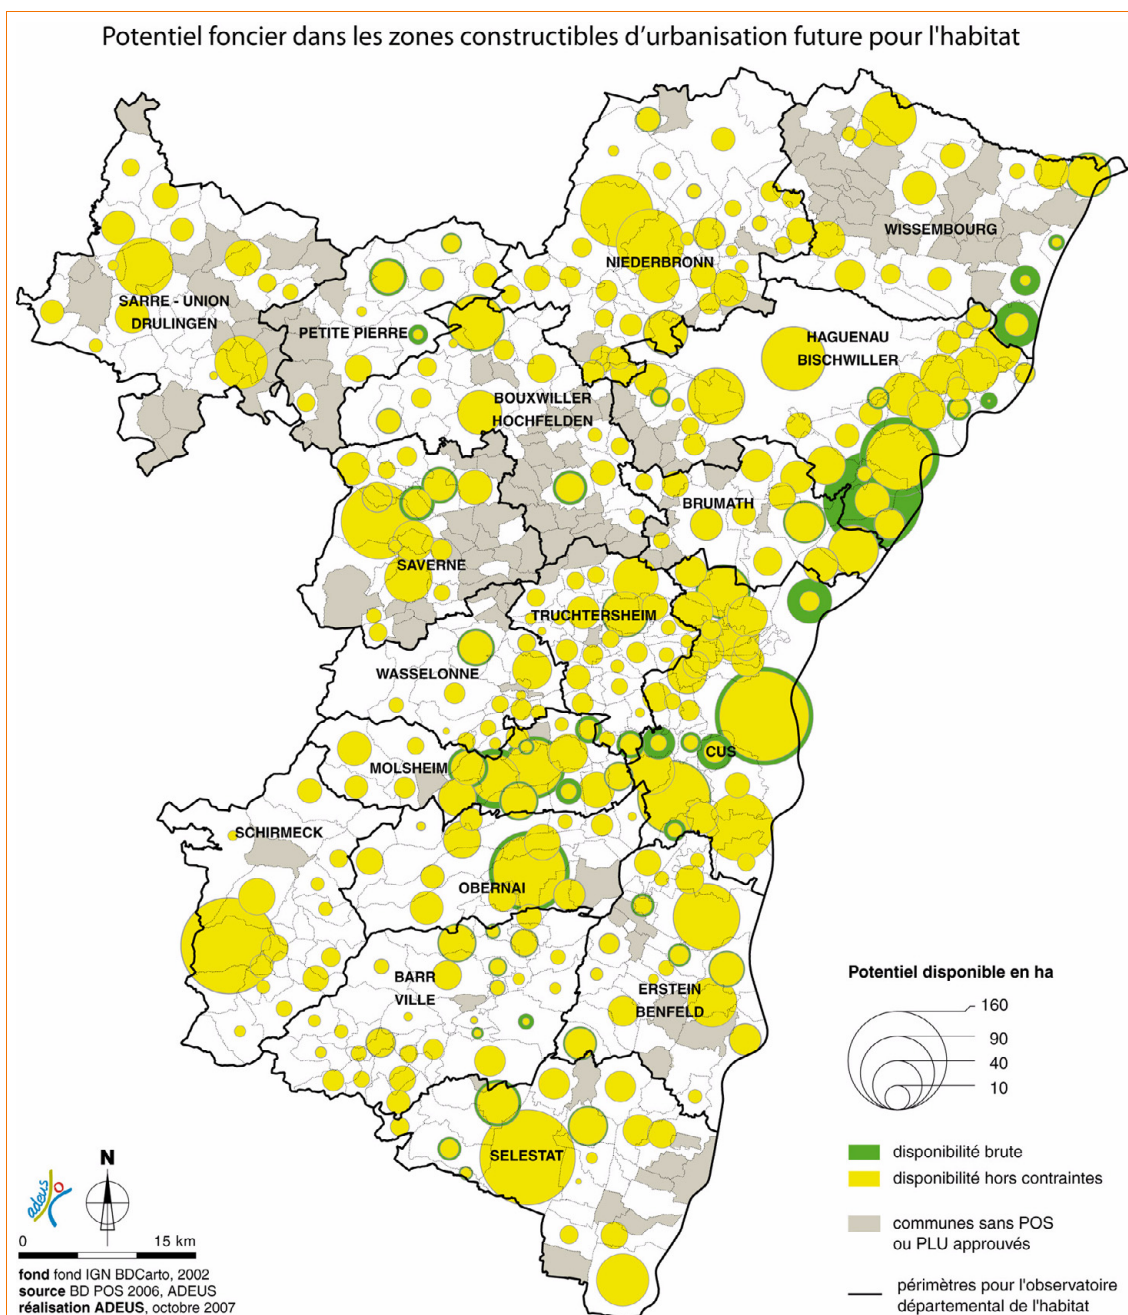 Potentiel foncier dans les zones constructibles d'urbanisation future pour l'habitat
WISSEMBOURG
NIEDERBRONN
SARRE - UNION
DRULINGEN
PETITE PIERRE
HAGUENAU
BISCHWILLER
BOUXWILLER
HOCHFELDEN
BRUMATH
SAVERNE
TRUCHTERSHEIM
WASSELONNE
CUS
MOLSHEIM
SCHIRMECK
OBERNAI
BARR
VILLE
ERSTEIN
BENFELD
SELESTAT
Potentiel disponible en ha
160
90
40
10
disponibilité brute
disponibilité hors contraintes
communes sans POS
ou PLU approuvés
périmètres pour l'observatoire
départemental de l'habitat
adeus
N
0 15 km
fond fond IGN BDCarto, 2002
source BD POS 2006, ADEUS
réalisation ADEUS, octobre 2007